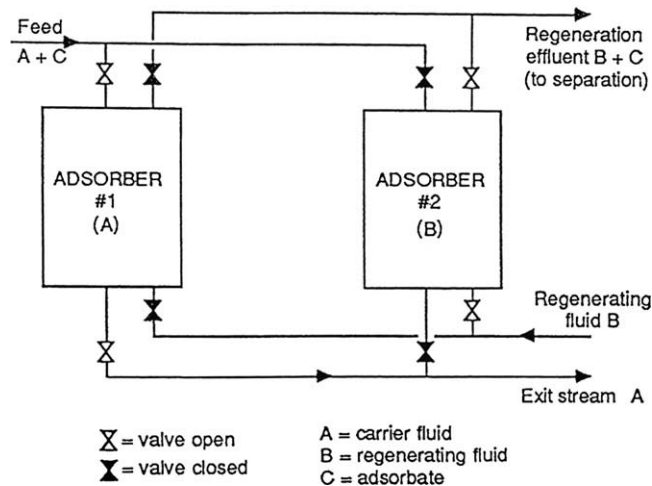 Feed
A + C
Regeneration
effluent B + C
(to separation)
ADSORBER
#1
(A)
ADSORBER
#2
(B)
Regenerating
fluid B
Exit stream A
= valve open
= valve closed
A = carrier fluid
B = regenerating fluid
C = adsorbate